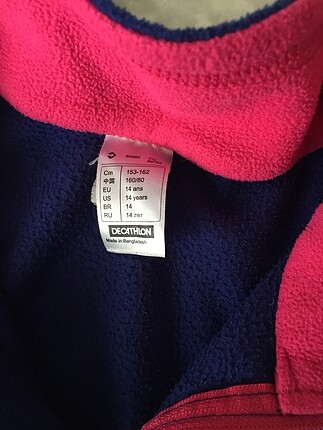 Cm 153-162
中国 160/80
EU 14 ans
US 14 years
BR 14
RU 14 лет
DECATHLON
Made in Bangladesh